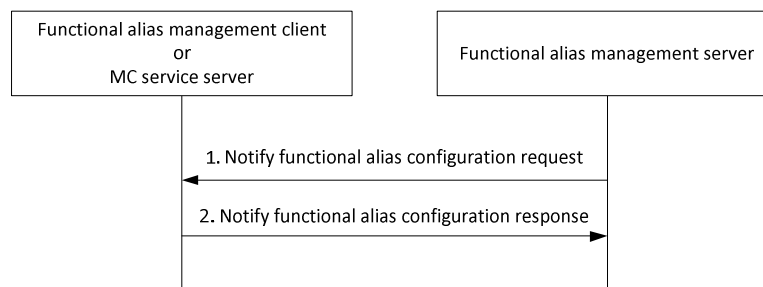 Functional alias management client
or
MC service server
Functional alias management server
1. Notify functional alias configuration request
2. Notify functional alias configuration response